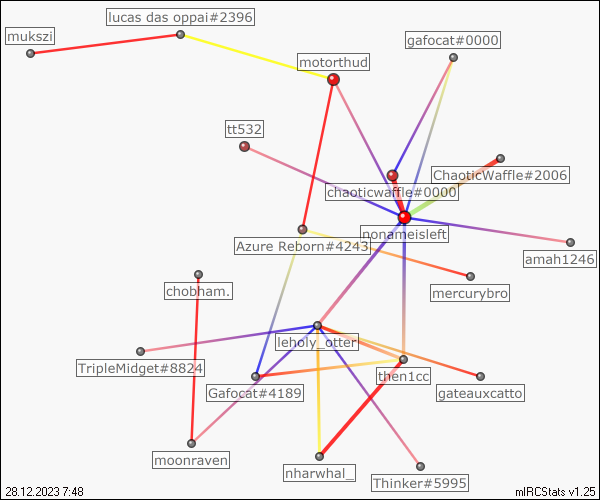 lucas das oppai#2396
mukszi
gafocat#0000
motorthud
tt532
ChaoticWaffle#2006
chaoticwaffle#0000
nonameisleft
Azure Reborn#4243
amah1246
chobham.
mercurybro
leholy_otter
TripleMidget#8824
then1cc
Gafocat#4189
gateauxcatto
moonraven
nharwhal_
Thinker#5995
28.12.2023 7:48
mIRCStats v1.25